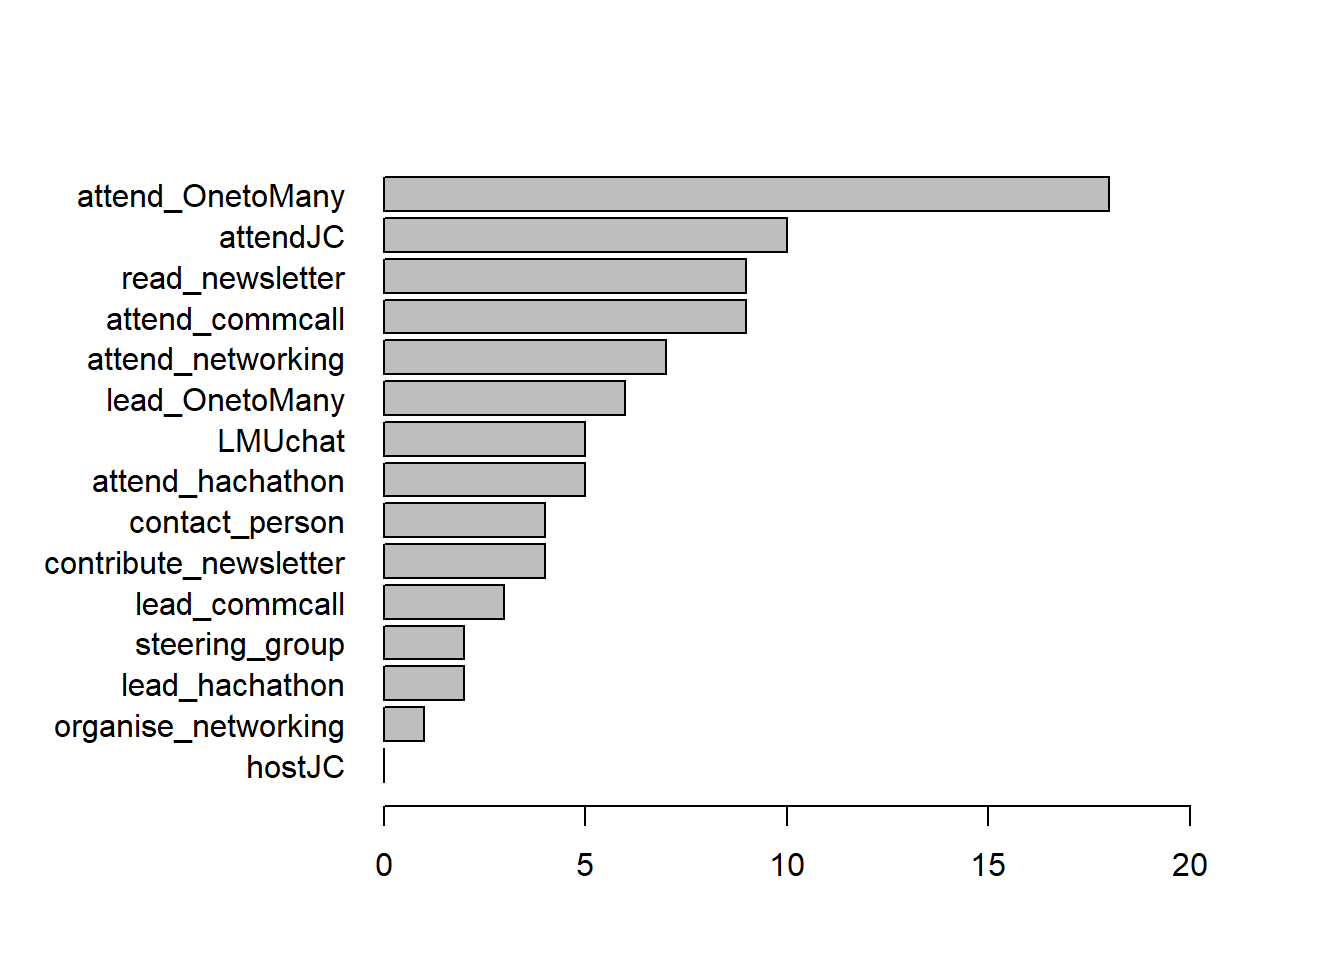 attend_OnetoMany
attendJC
read_newsletter
attend_commcall
attend_networking
lead_OnetoMany
LMUchat
attend_hachathon
contact_person
contribute_newsletter
lead_commcall
steering_group
lead_hachathon
organise_networking
hostJC
0 5 10 15 20